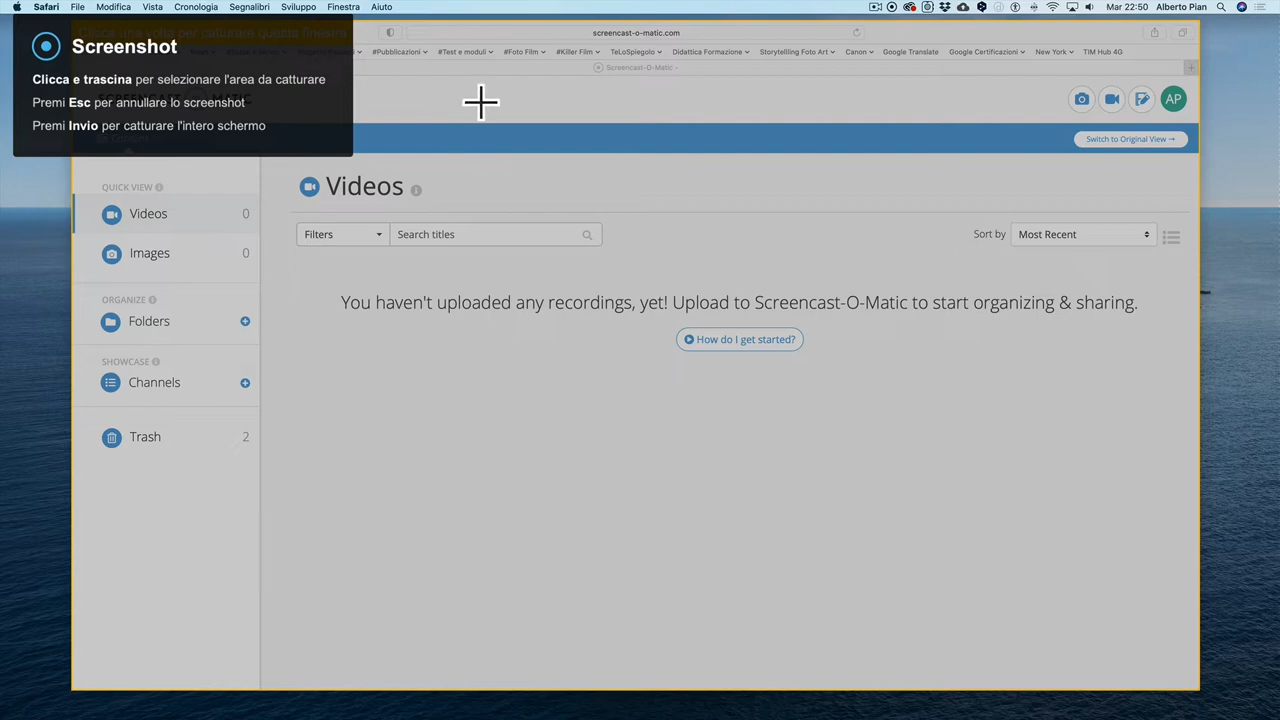 Safari File Modifica Vista Cronologia Segnalibri Sviluppo Finestra Aiuto Mar 22:50 Alberto Pian
screencast-o-matic.com
#Pubblicazioni #Test e moduli #Foto Film #Killer Film TeLoSpiegolo Didattica Formazione Storytelling Foto Art Canon Google Translate Google Certificazioni New York TIM Hub 4G
Screencast-O-Matic -
Screenshot
Clicca e trascina per selezionare l'area da catturare
Premi Esc per annullare lo screenshot
Premi Invio per catturare l'intero schermo
AP
Switch to Original View →
QUICK VIEW
Videos 0
Images 0
ORGANIZE
Folders
SHOWCASE
Channels
Trash 2
Videos
Filters Search titles Sort by Most Recent
You haven't uploaded any recordings, yet! Upload to Screencast-O-Matic to start organizing & sharing.
How do I get started?